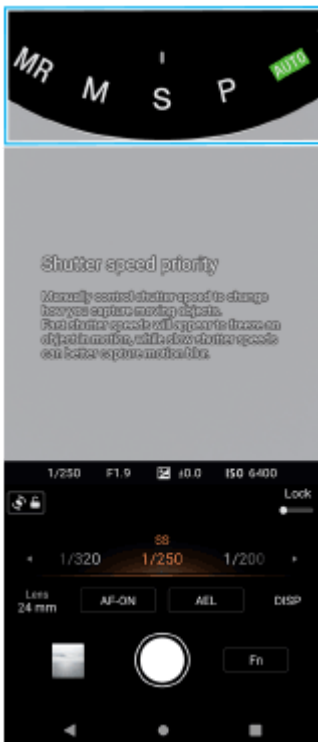 MR M S P AUTO
Shutter speed priority
Manually control shutter speed to change
how you capture moving objects.
Fast shutter speeds will appear to freeze an
object in motion, while slow shutter speeds
can better capture motion blur.
1/250 F1.9 ±0.0 ISO 6400
Lock
SS
1/320 1/250 1/200
Lens
24 mm AF-ON AEL DISP
Fn